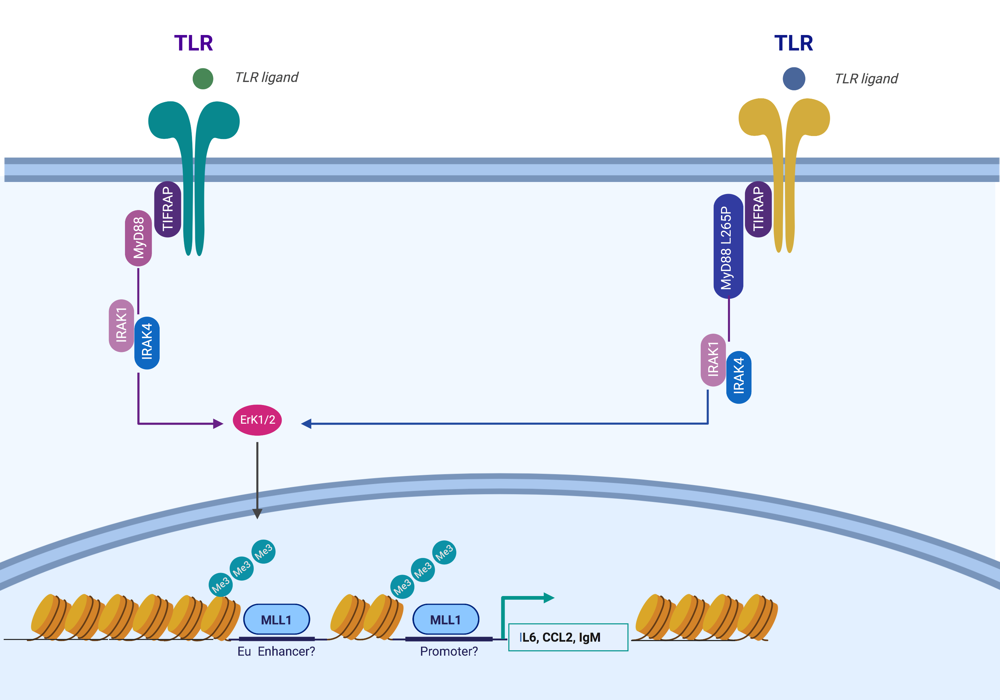 TLR
TLR
TLR ligand
TLR ligand
TIFRAP
MyD88
IRAK1
IRAK4
TIFRAP
MyD88 L265P
IRAK1
IRAK4
ErK1/2
Me3
Me3
Me3
Me3
Me3
Me3
MLL1
MLL1
IL6, CCL2, IgM
Eu Enhancer?
Promoter?